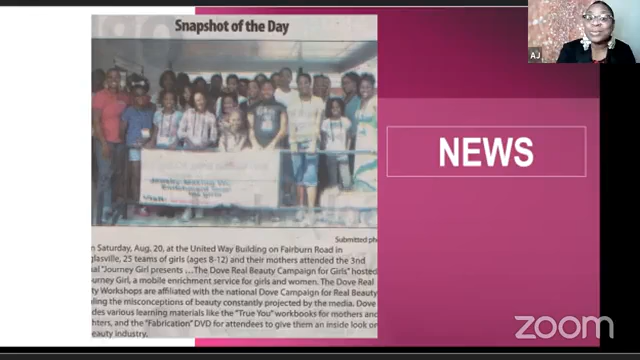 Snapshot of the Day
Submitted pho
n Saturday, Aug. 20, at the United Way Building on Fairburn Road in
glasville, 25 teams of girls (ages 8-12) and their mothers attended the 3rd
ual "Journey Girl presents ...The Dove Real Beauty Campaign for Girls" hosted
ourney Girl, a mobile enrichment service for girls and women. The Dove Real
ty Workshops are affiliated with the national Dove Campaign for Real Beauty
ling the misconceptions of beauty constantly projected by the media. Dove
des various learning materials like the "True You" workbooks for mothers and
hters, and the "Fabrication" DVD for attendees to give them an inside look on
eauty industry.
NEWS
AJ
zoom